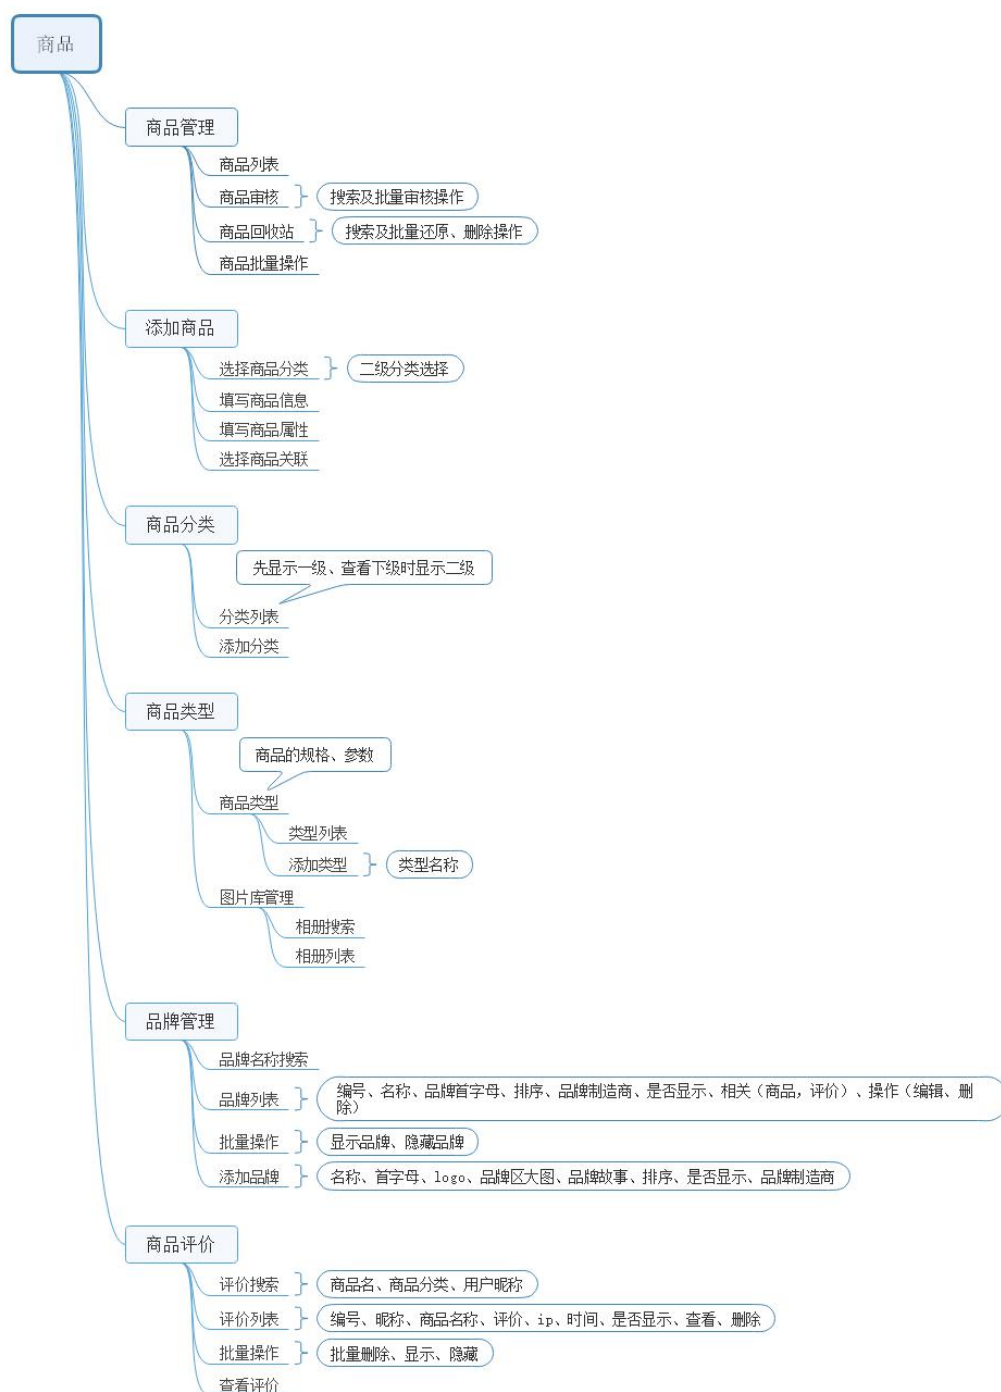 商品
商品管理
商品列表
商品审核
搜索及批量审核操作
商品回收站
搜索及批量还原、删除操作
商品批量操作
添加商品
选择商品分类
二级分类选择
填写商品信息
填写商品属性
选择商品关联
商品分类
先显示一级、查看下级时显示二级
分类列表
添加分类
商品类型
商品的规格、参数
商品类型
类型列表
添加类型
类型名称
图片库管理
相册搜索
相册列表
品牌管理
品牌名称搜索
品牌列表
编号、名称、品牌首字母、排序、品牌制造商、是否显示、相关（商品，评价）、操作（编辑、删
除）
批量操作
显示品牌、隐藏品牌
添加品牌
名称、首字母、logo、品牌区大图、品牌故事、排序、是否显示、品牌制造商
商品评价
评价搜索
商品名、商品分类、用户昵称
评价列表
编号、昵称、商品名称、评价、ip、时间、是否显示、查看、删除
批量操作
批量删除、显示、隐藏
查看评价